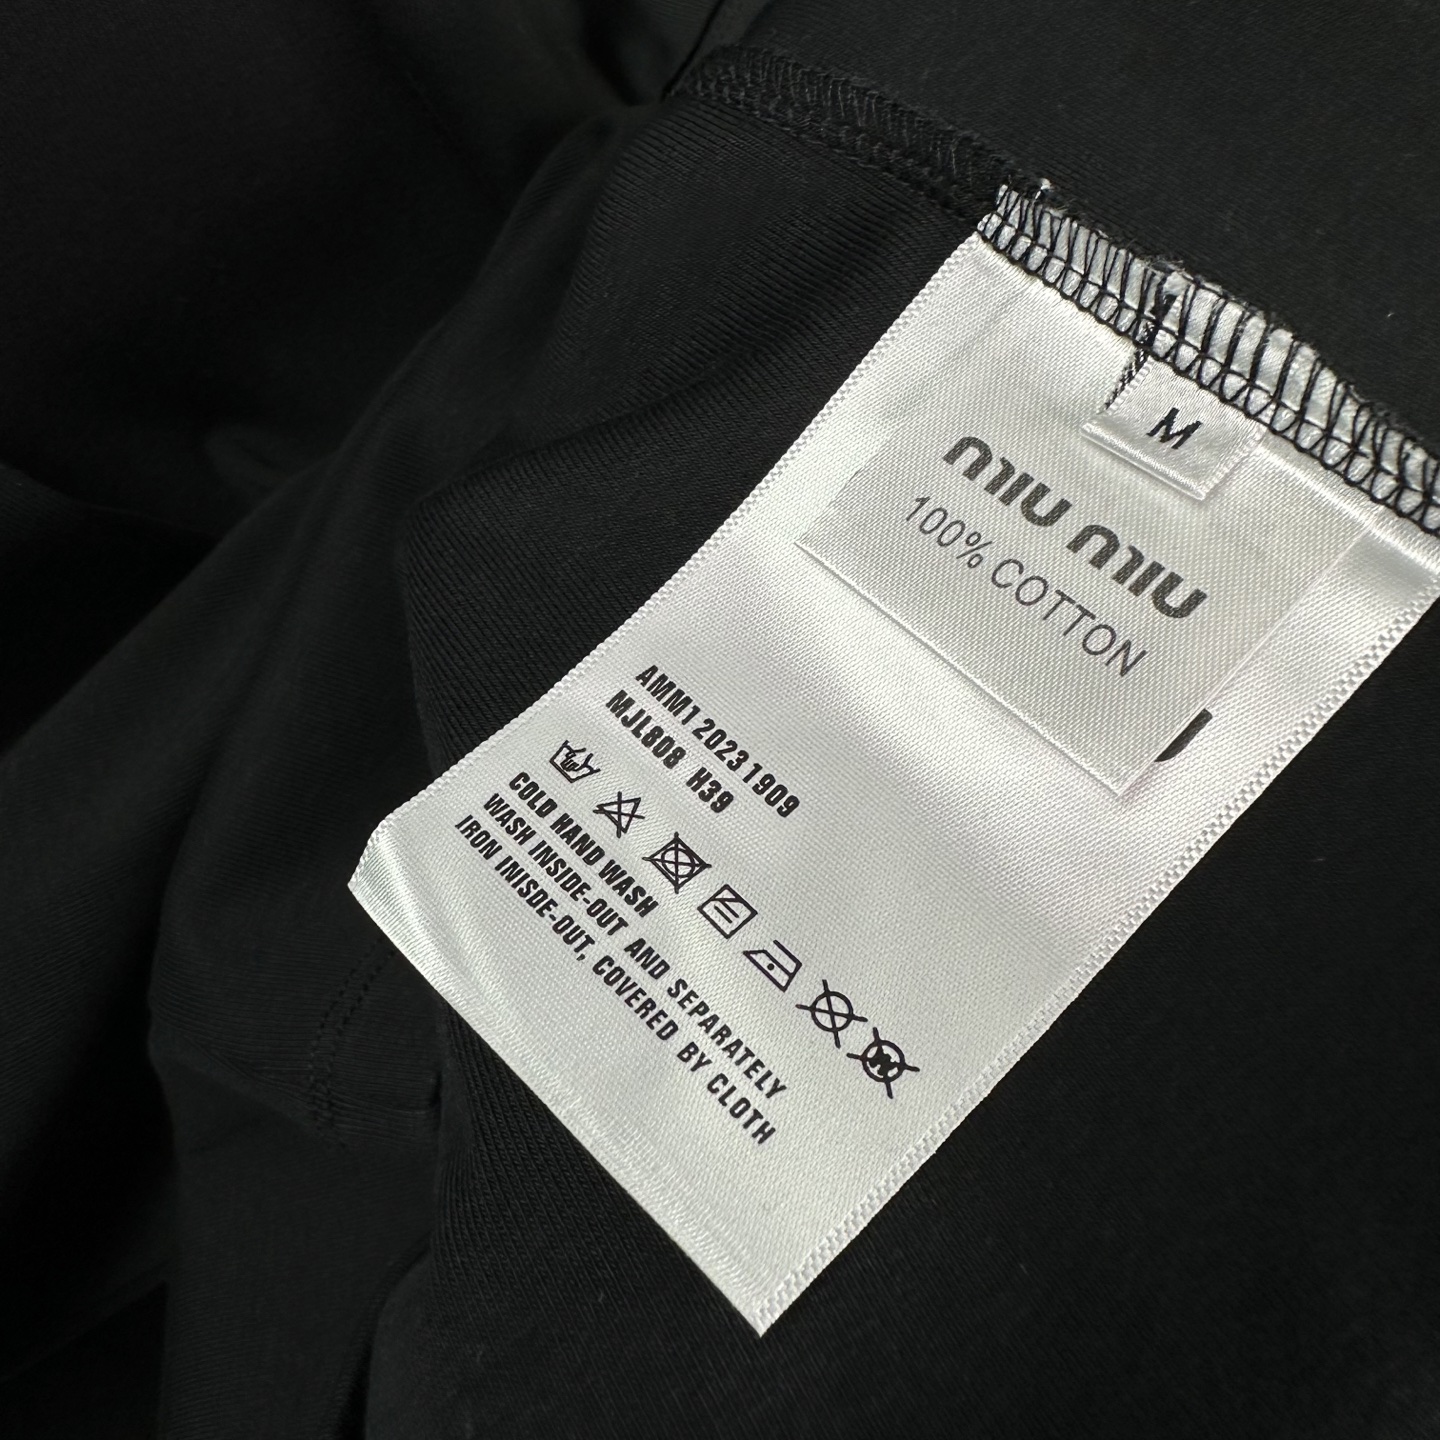 M
miu miu
100% COTTON
AMM1 2023 1909
MJL808 H39
COLD HAND WASH
WASH INSIDE-OUT AND SEPARATELY
IRON INISDE-OUT, COVERED BY CLOTH